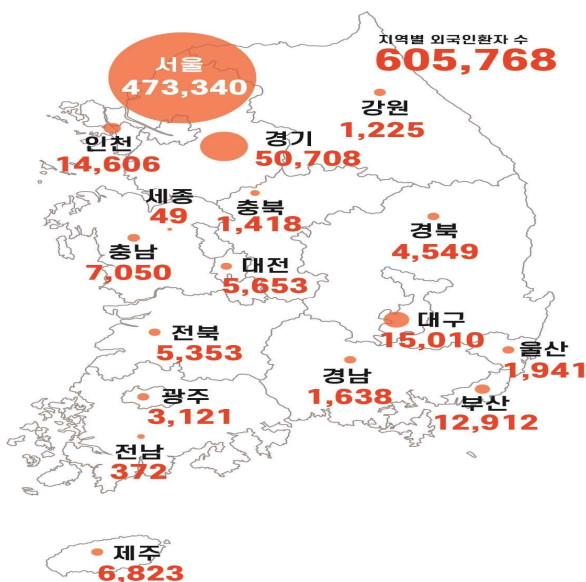 지역별 외국인환자 수
605,768
서울
473,340
강원
1,225
인천
14,606
경기
50,708
세종
49
충북
1,418
경북
4,549
충남
7,050
대전
5,653
대구
15,010
전북
5,353
울산
1,941
경남
1,638
광주
3,121
부산
12,912
전남
372
제주
6,823